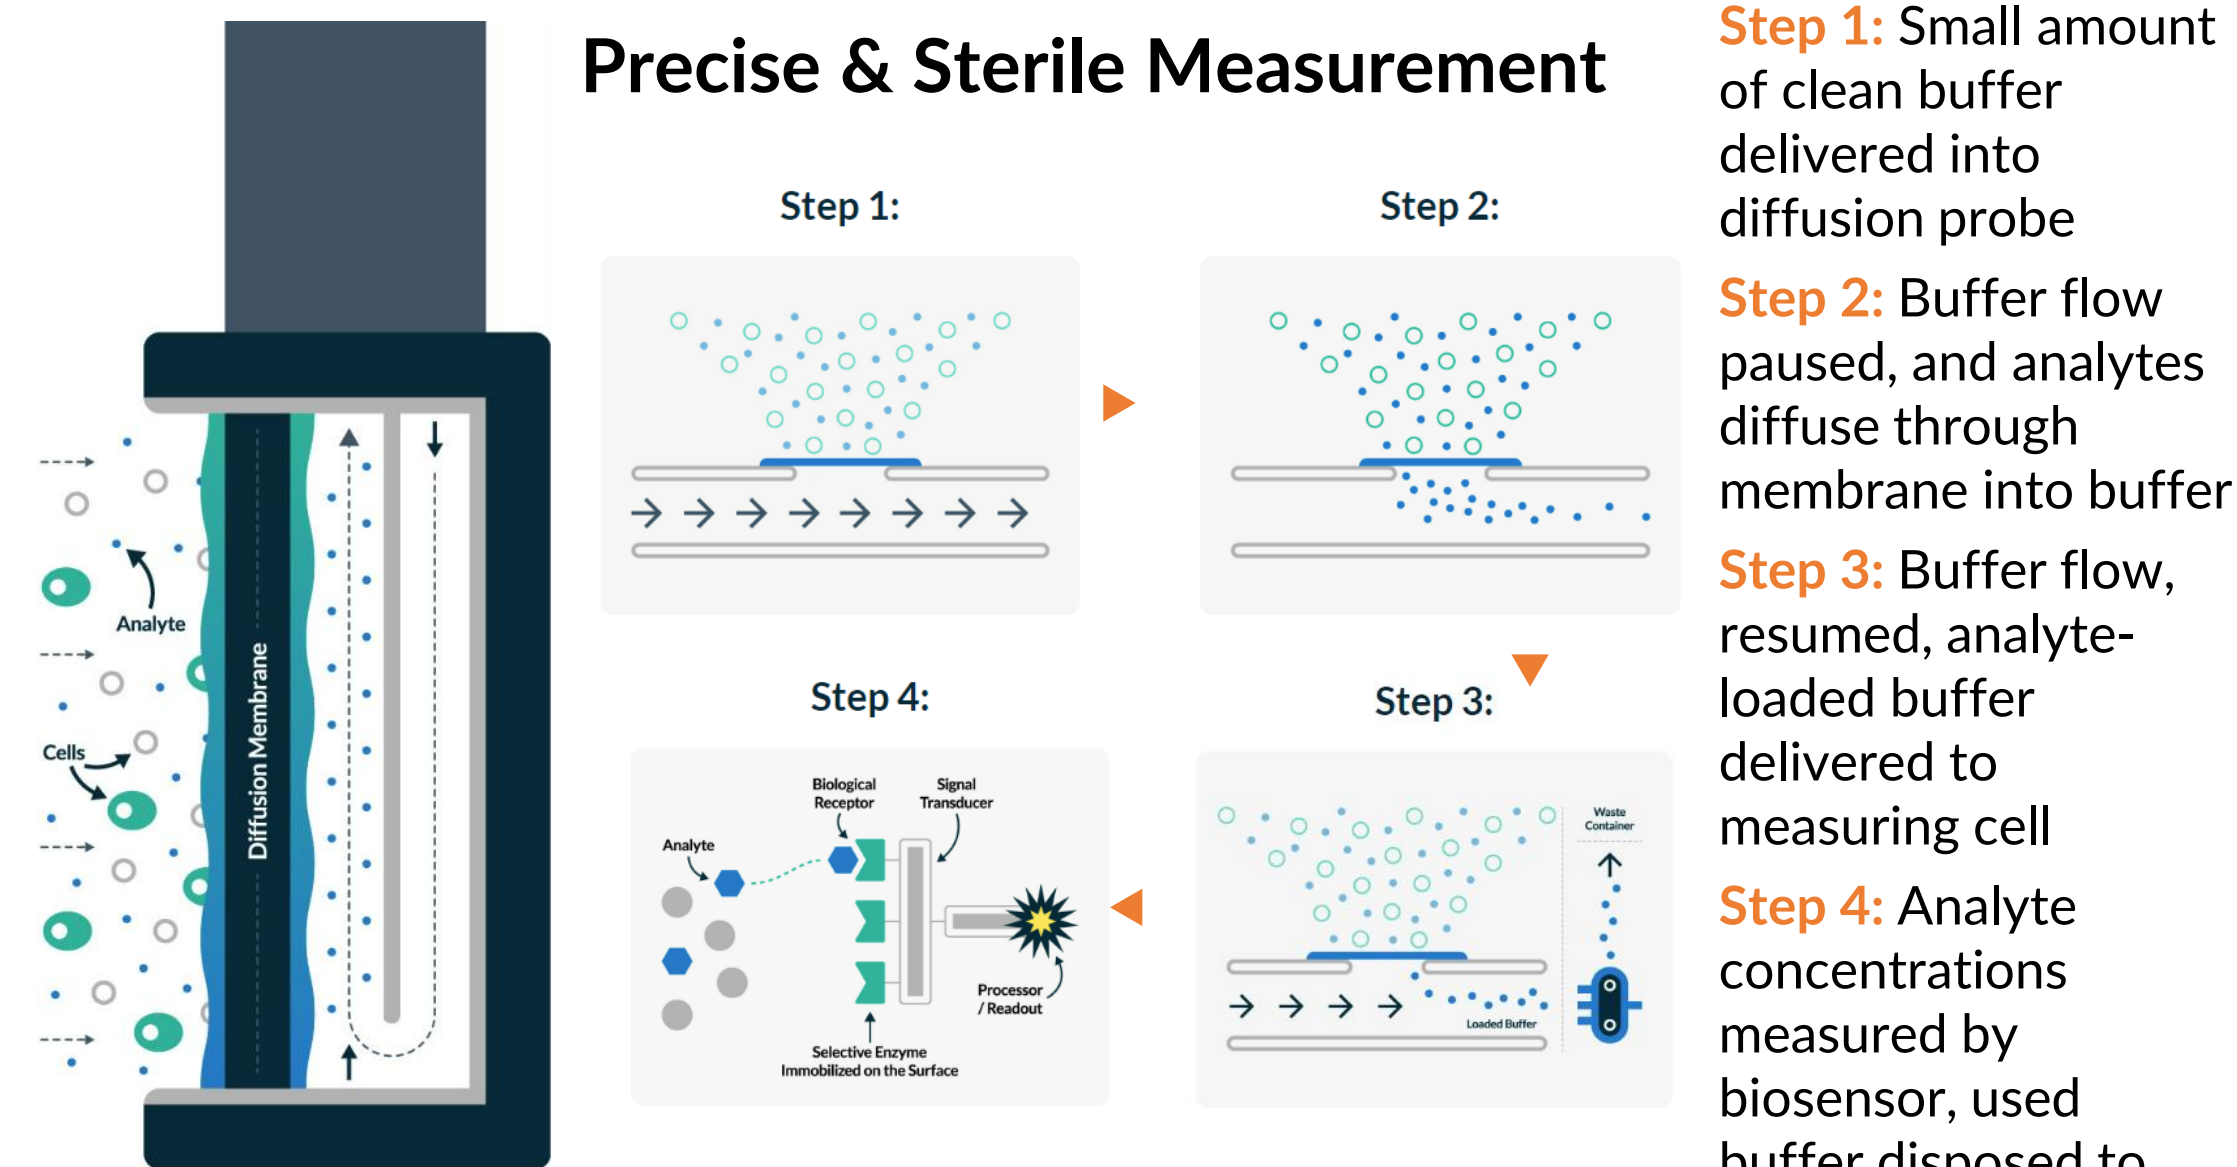 Precise & Sterile Measurement
Analyte
Cells
Diffusion Membrane
Step 1:
Step 2:
Step 3:
Waste
Container
Loaded Buffer
Step 4:
Biological
Receptor
Signal
Transducer
Analyte
Processor
/ Readout
Selective Enzyme
Immobilized on the Surface
Step 1: Small amount
of clean buffer
delivered into
diffusion probe
Step 2: Buffer flow
paused, and analytes
diffuse through
membrane into buffer
Step 3: Buffer flow,
resumed, analyte-
loaded buffer
delivered to
measuring cell
Step 4: Analyte
concentrations
measured by
biosensor, used
buffer disposed to